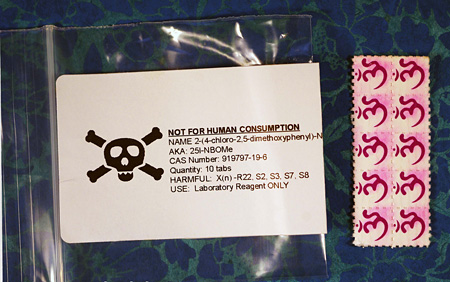 NOT FOR HUMAN CONSUMPTION
NAME 2-(4-chloro-2,5-dimethoxyphenyl)-N
AKA: 25I-NBOMe
CAS Number: 919797-19-6
Quantity: 10 tabs
HARMFUL: X(n) -R22, S2, S3, S7, S8
USE: Laboratory Reagent ONLY